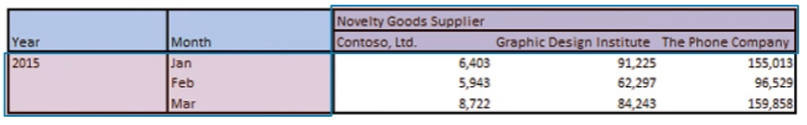 Novelty Goods Supplier
Year Month Contoso, Ltd. Graphic Design Institute The Phone Company
2015 Jan 6,403 91,225 155,013
Feb 5,943 62,297 96,529
Mar 8,722 84,243 159,858